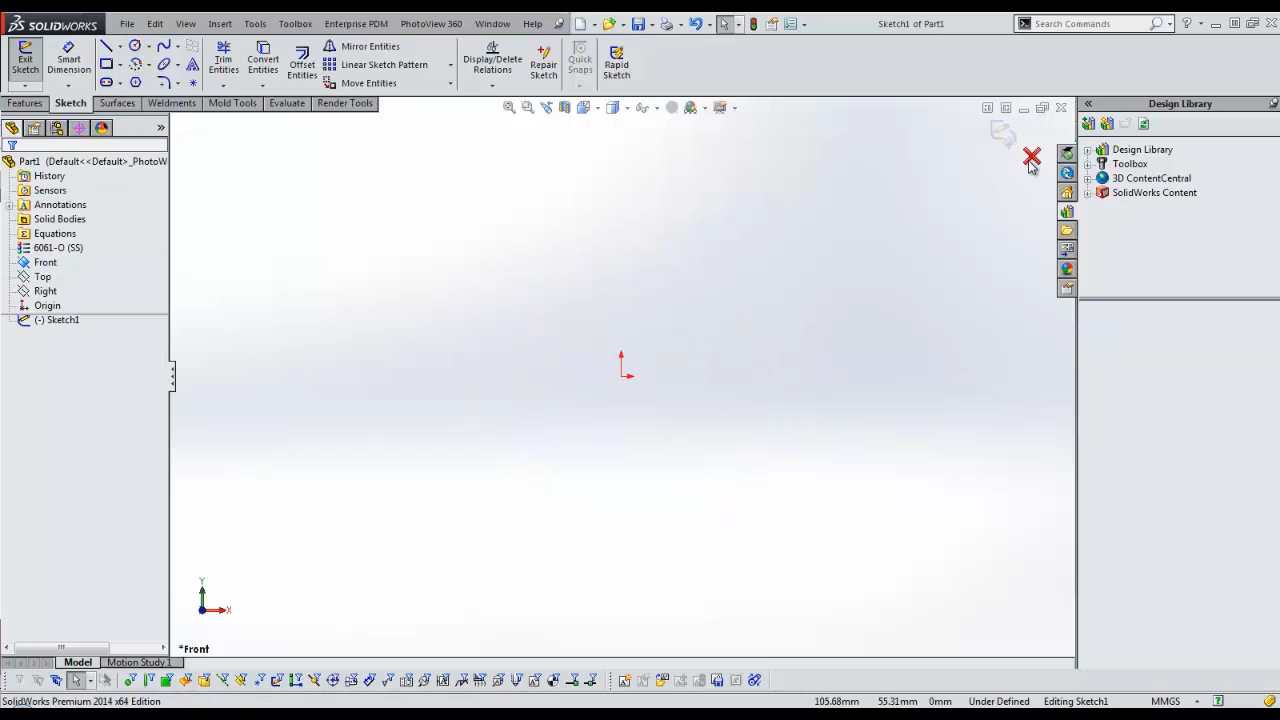 SOLIDWORKS File Edit View Insert Tools Toolbox Enterprise PDM PhotoView 360 Window Help Sketch1 of Part1 Search Commands
Exit Sketch
Smart Dimension
Trim Entities
Convert Entities
Offset Entities
Mirror Entities
Linear Sketch Pattern
Move Entities
Display/Delete Relations
Repair Sketch
Quick Snaps
Rapid Sketch
Features Sketch Surfaces Weldments Mold Tools Evaluate Render Tools
Design Library
Part1 (Default<<Default>_PhotoW
History
Sensors
Annotations
Solid Bodies
Equations
6061-O (SS)
Front
Top
Right
Origin
(-) Sketch1
Design Library
Toolbox
3D ContentCentral
SolidWorks Content
Y
X
*Front
Model Motion Study 1
SolidWorks Premium 2014 x64 Edition 105.68mm 55.31mm 0mm Under Defined Editing Sketch1 MMGS